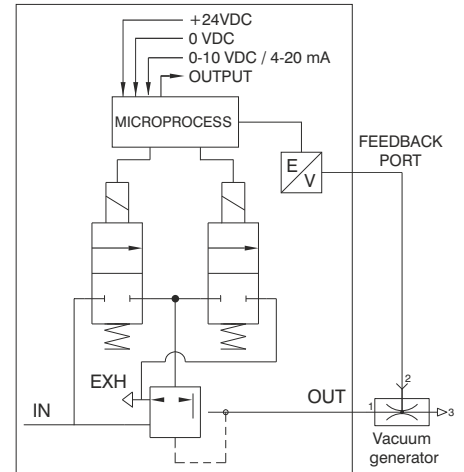 +24VDC
0 VDC
0-10 VDC / 4-20 mA
OUTPUT
MICROPROCESS
FEEDBACK
PORT
E
V
EXH
IN
OUT
1
2
3
Vacuum
generator